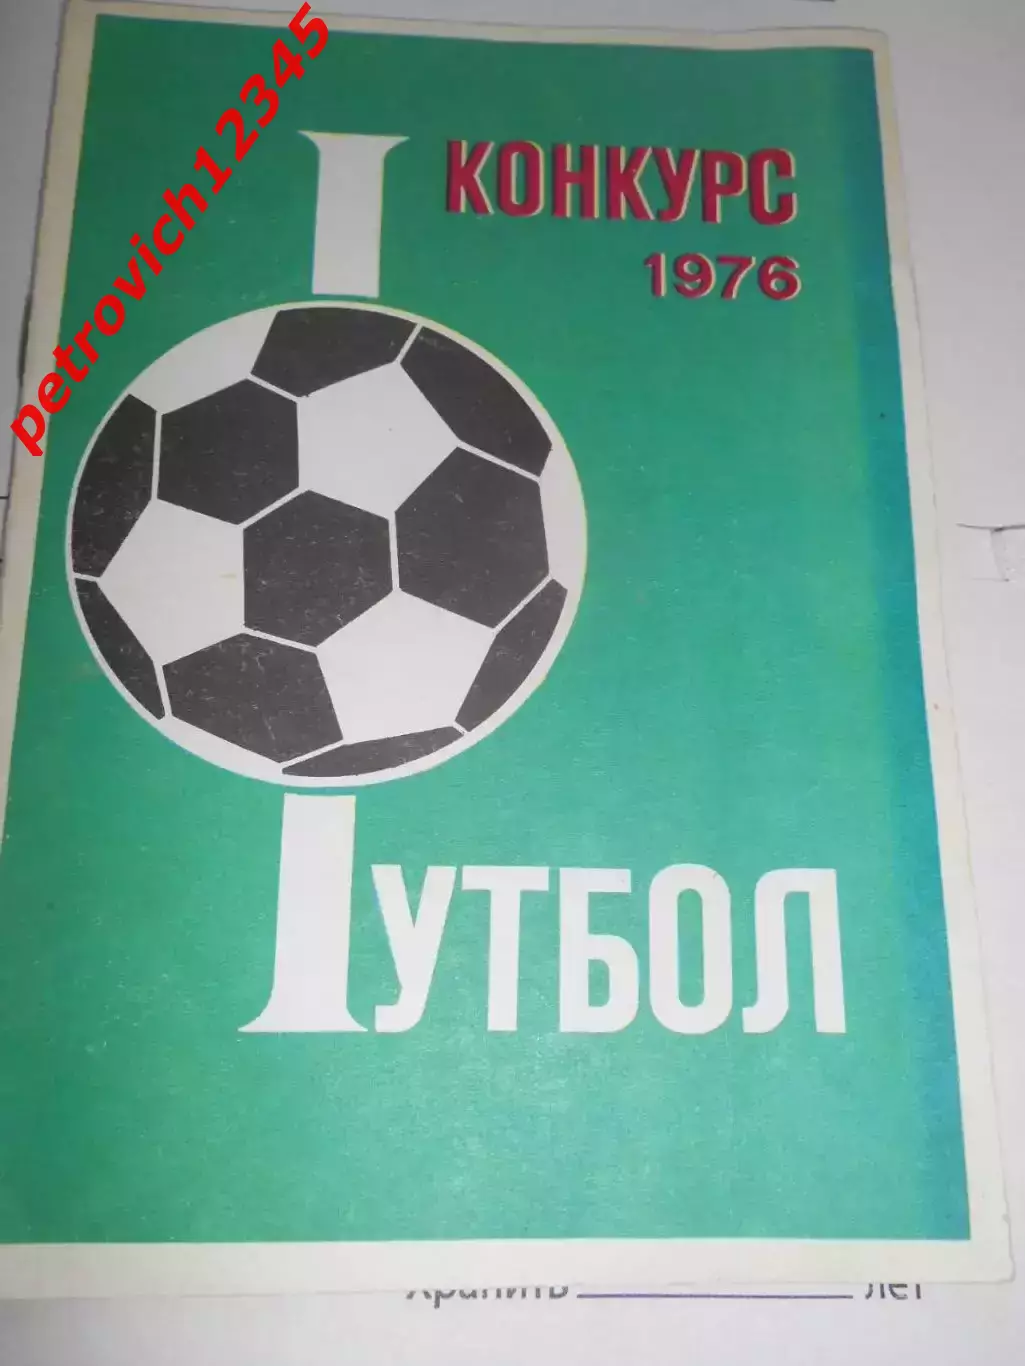 petrovich12345
КОНКУРС
1976
ФУТБОЛ
Хранить лет